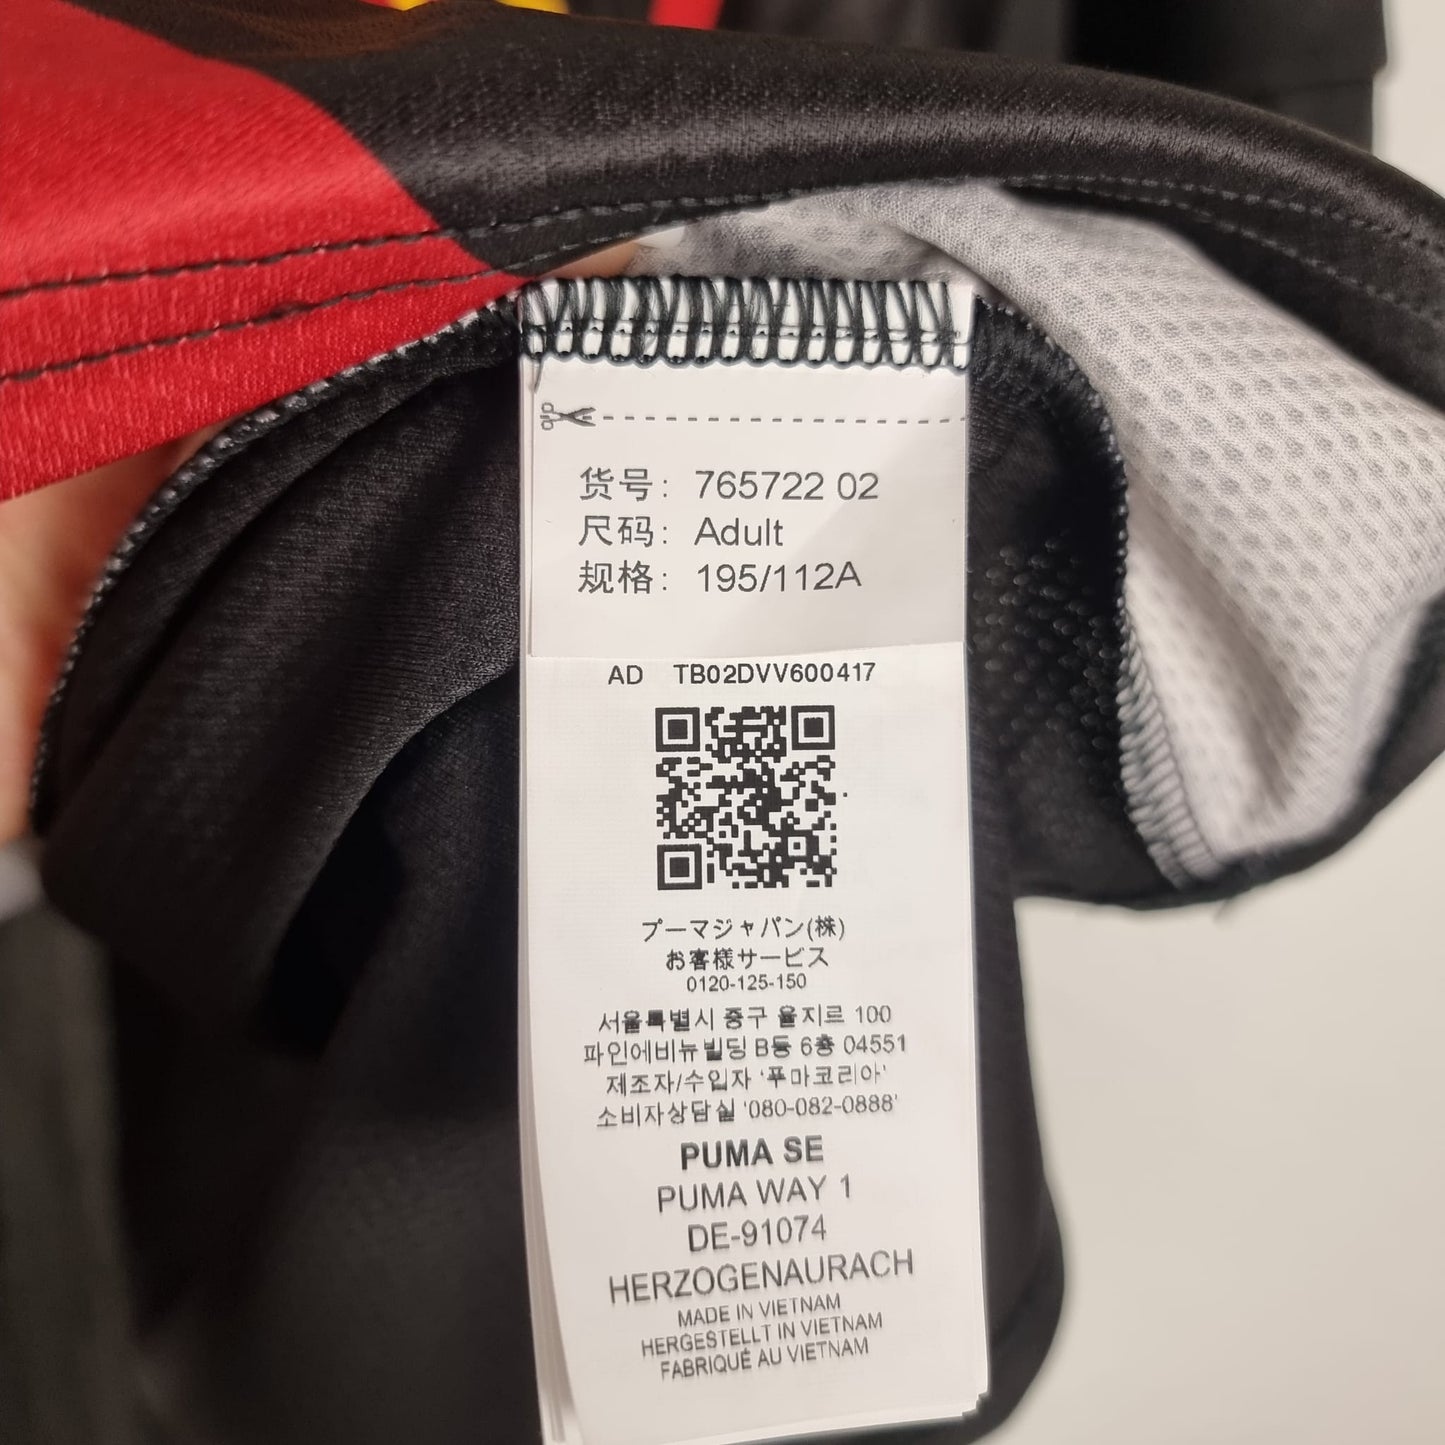 货号: 765722 02
尺码: Adult
规格: 195/112A
AD TB02DVV600417
プーマジャパン(株)
お客様サービス
0120-125-150
서울특별시 중구 을지로 100
파인에비뉴빌딩 B동 6층 04551
제조자/수입자 '푸마코리아'
소비자상담실 '080-082-0888'
PUMA SE
PUMA WAY 1
DE-91074
HERZOGENAURACH
MADE IN VIETNAM
HERGESTELLT IN VIETNAM
FABRIQUÉ AU VIETNAM